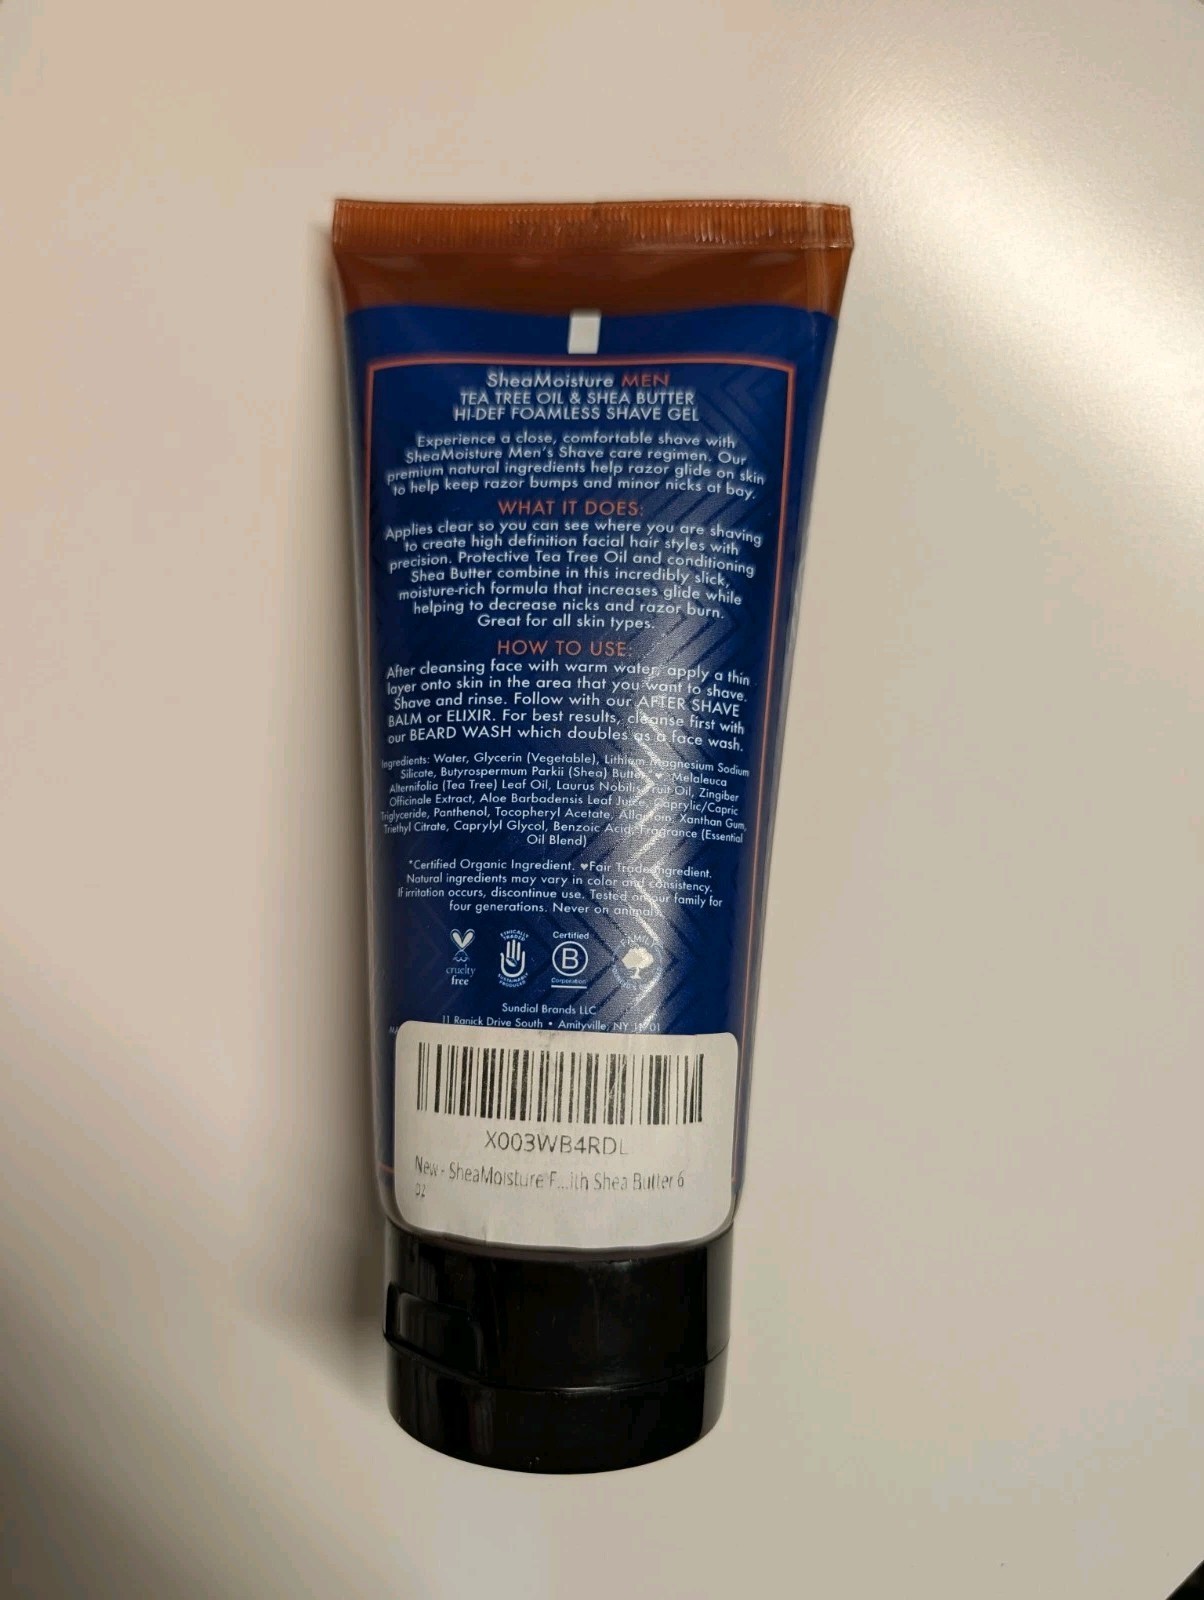 SheaMoisture MEN
TEA TREE OIL & SHEA BUTTER
HI-DEF FOAMLESS SHAVE GEL
Experience a close, comfortable shave with
SheaMoisture Men's Shave care regimen. Our
premium natural ingredients help razor glide on skin
to help keep razor bumps and minor nicks at bay.
WHAT IT DOES:
Applies clear so you can see where you are shaving
to create high definition facial hair styles with
precision. Protective Tea Tree Oil and conditioning
Shea Butter combine in this incredibly slick,
moisture-rich formula that increases glide while
helping to decrease nicks and razor burn.
Great for all skin types.
HOW TO USE:
After cleansing face with warm water, apply a thin
layer onto skin in the area that you want to shave.
Shave and rinse. Follow with our AFTER SHAVE
BALM or ELIXIR. For best results, cleanse first with
our BEARD WASH which doubles as a face wash.
Ingredients: Water, Glycerin (Vegetable), Lithium Magnesium Sodium
Silicate, Butyrospermum Parkii (Shea) Butter*♥, Melaleuca
Alternifolia (Tea Tree) Leaf Oil, Laurus Nobilis Fruit Oil, Zingiber
Officinale Extract, Aloe Barbadensis Leaf Juice, Caprylic/Capric
Triglyceride, Panthenol, Tocopheryl Acetate, Allantoin, Xanthan Gum,
Triethyl Citrate, Caprylyl Glycol, Benzoic Acid, Fragrance (Essential
Oil Blend)
*Certified Organic Ingredient. ♥Fair Trade Ingredient.
Natural ingredients may vary in color and consistency.
If irritation occurs, discontinue use. Tested on our family for
four generations. Never on animals.
cruelty
free
ETHICALLY
TRADED
SUSTAINABLY
PRODUCED
Certified
B
Corporation
FAMILY
Sundial Brands LLC
11 Ranick Drive South • Amityville, NY 11701
X003WB4RDL
New - SheaMoisture F...ith Shea Butter 6
oz